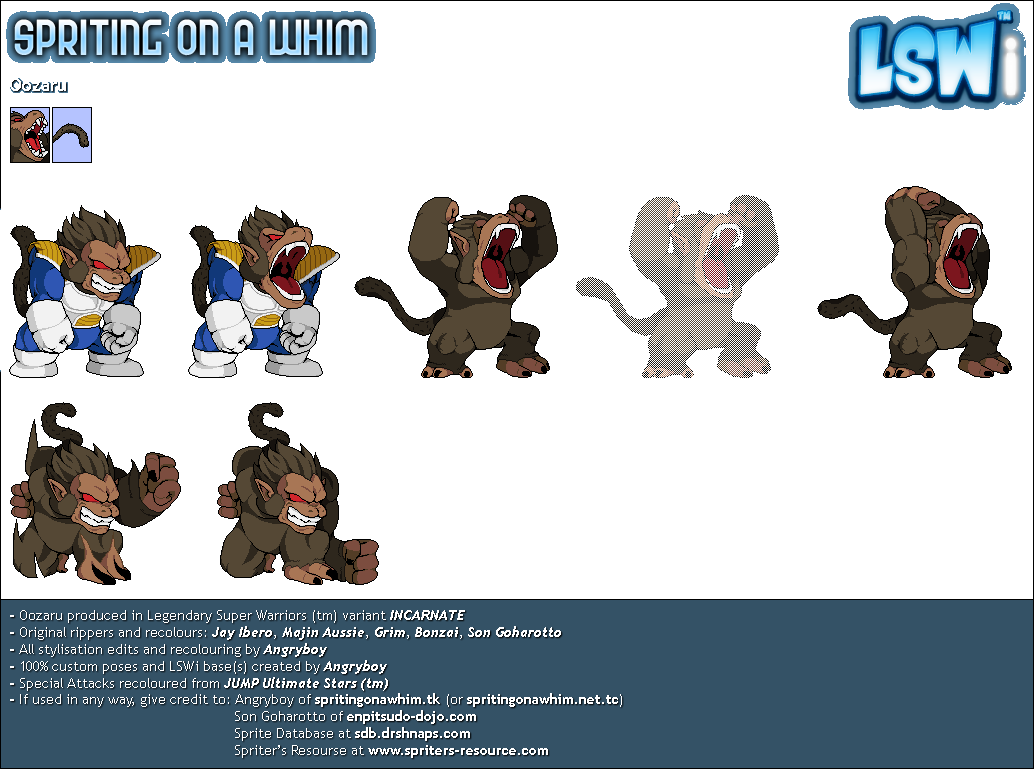 SPRITING ON A WHIM
LSWi™
Oozaru
- Oozaru produced in Legendary Super Warriors (tm) variant INCARNATE
- Original rippers and recolours: Jay Ibero, Majin Aussie, Grim, Bonzai, Son Goharotto
- All stylisation edits and recolouring by Angryboy
- 100% custom poses and LSWi base(s) created by Angryboy
- Special Attacks recoloured from JUMP Ultimate Stars (tm)
- If used in any way, give credit to: Angryboy of spritingonawhim.tk (or spritingonawhim.net.tc)
Son Goharotto of enpitsudo-dojo.com
Sprite Database at sdb.drshnaps.com
Spriter's Resourse at www.spriters-resource.com